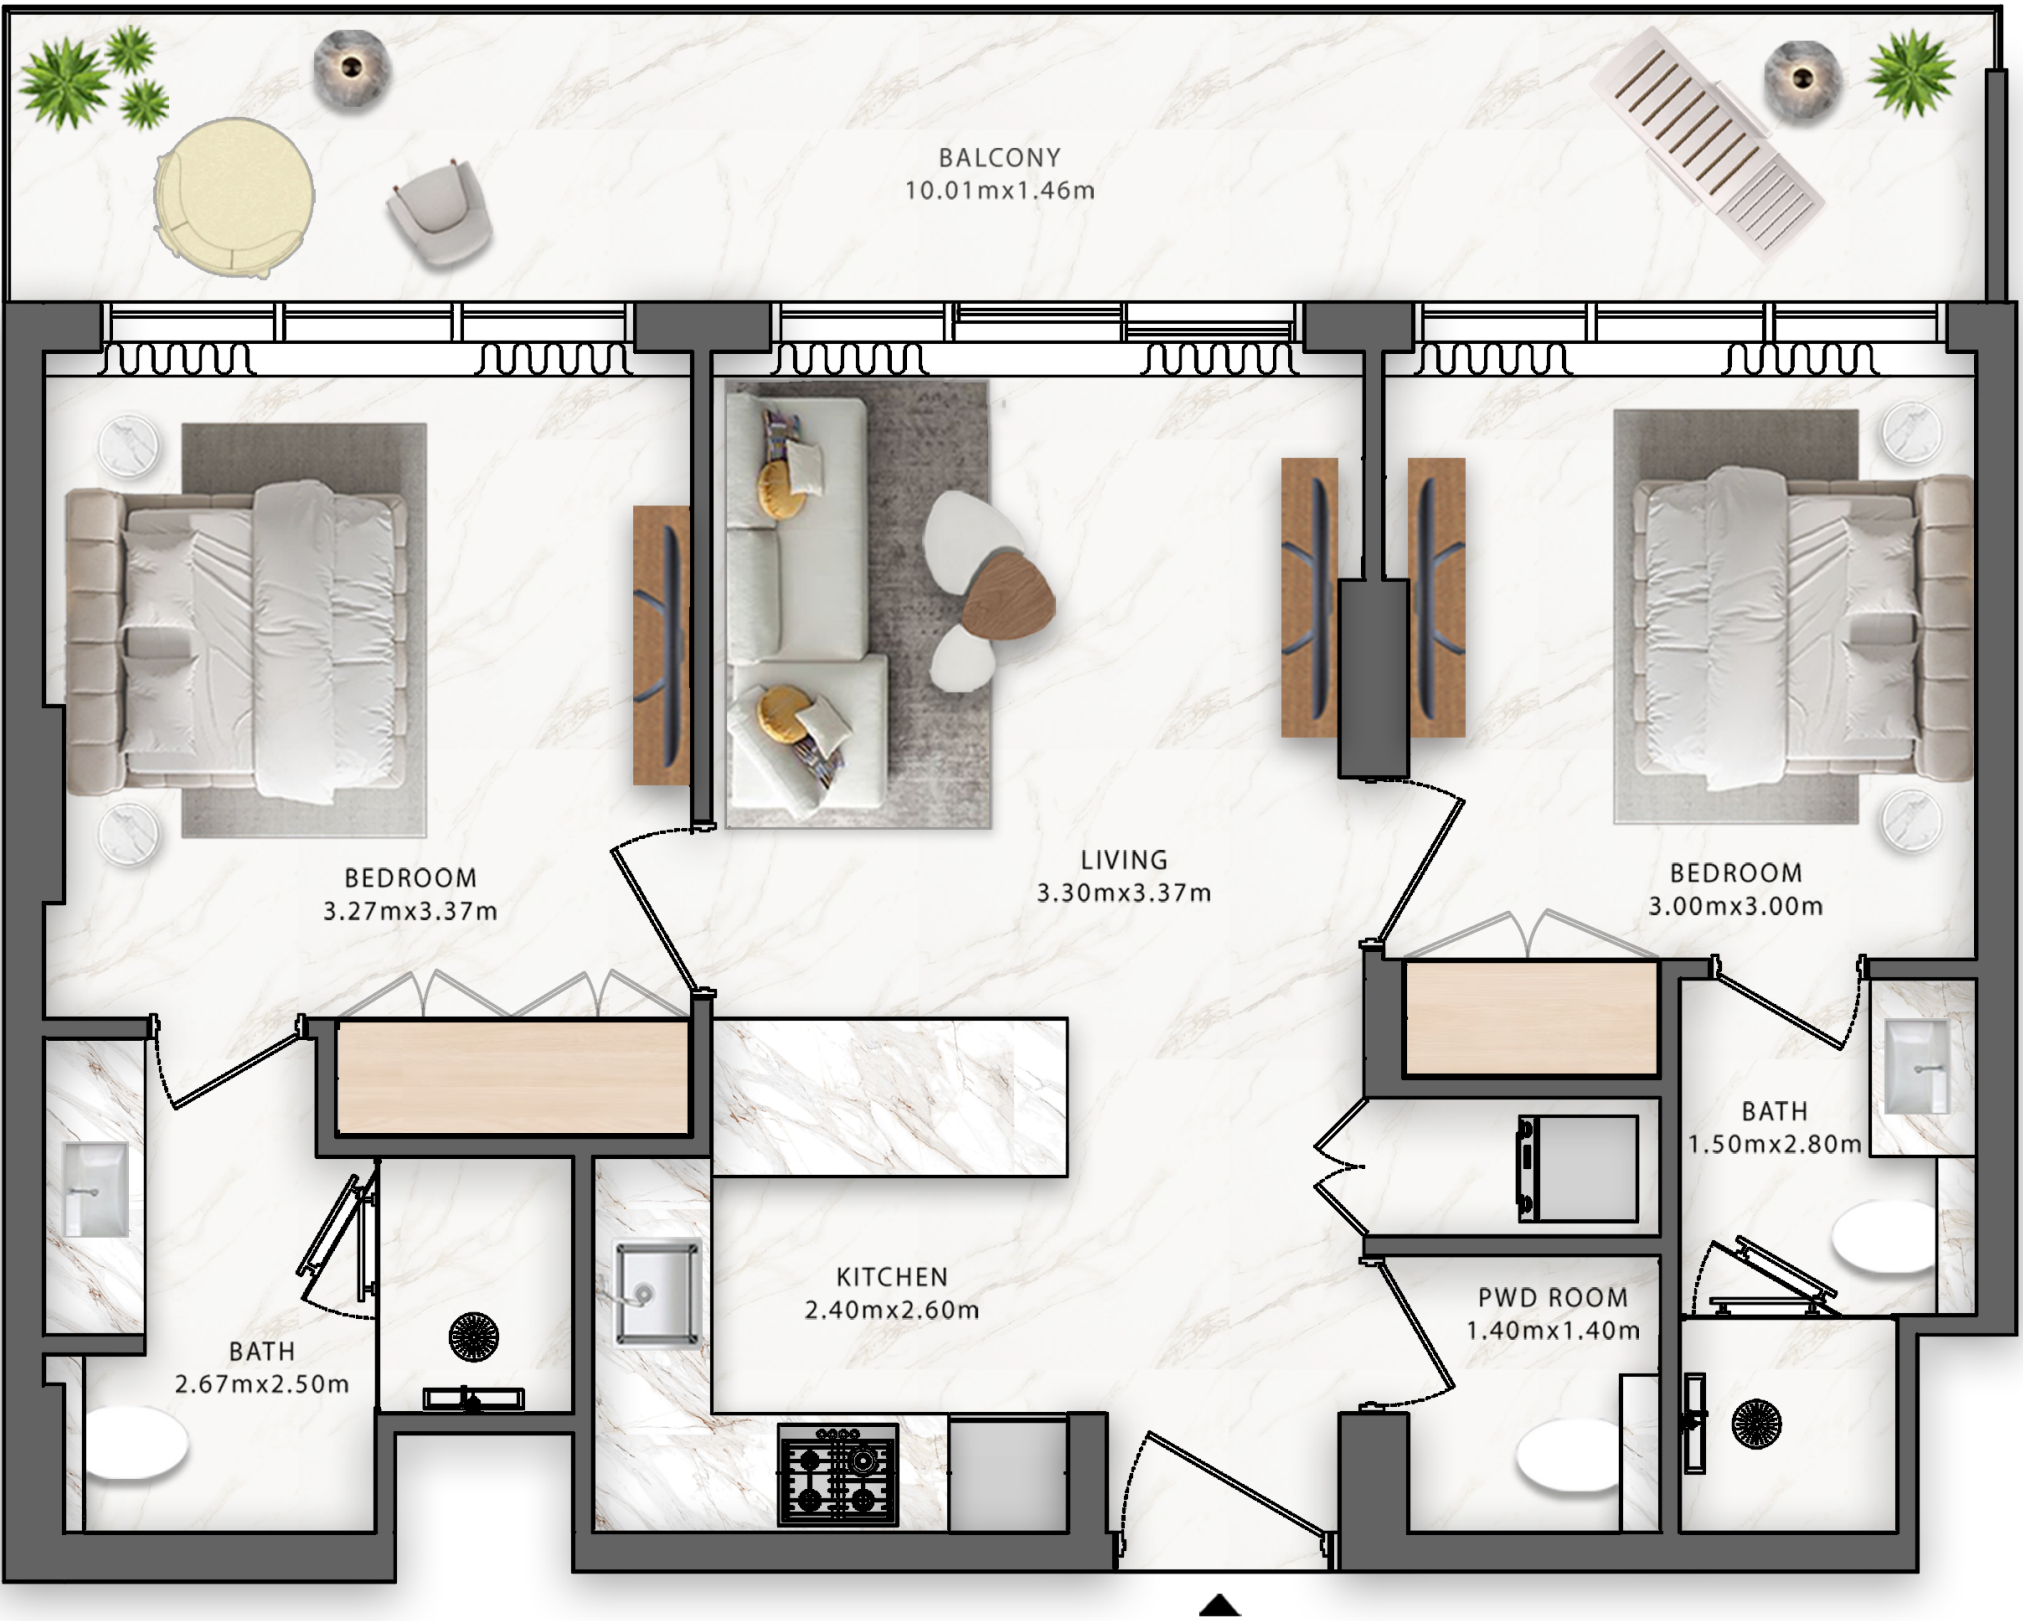 BALCONY
10.01mx1.46m
BEDROOM
3.27mx3.37m
LIVING
3.30mx3.37m
BEDROOM
3.00mx3.00m
BATH
1.50mx2.80m
KITCHEN
2.40mx2.60m
PWD ROOM
1.40mx1.40m
BATH
2.67mx2.50m